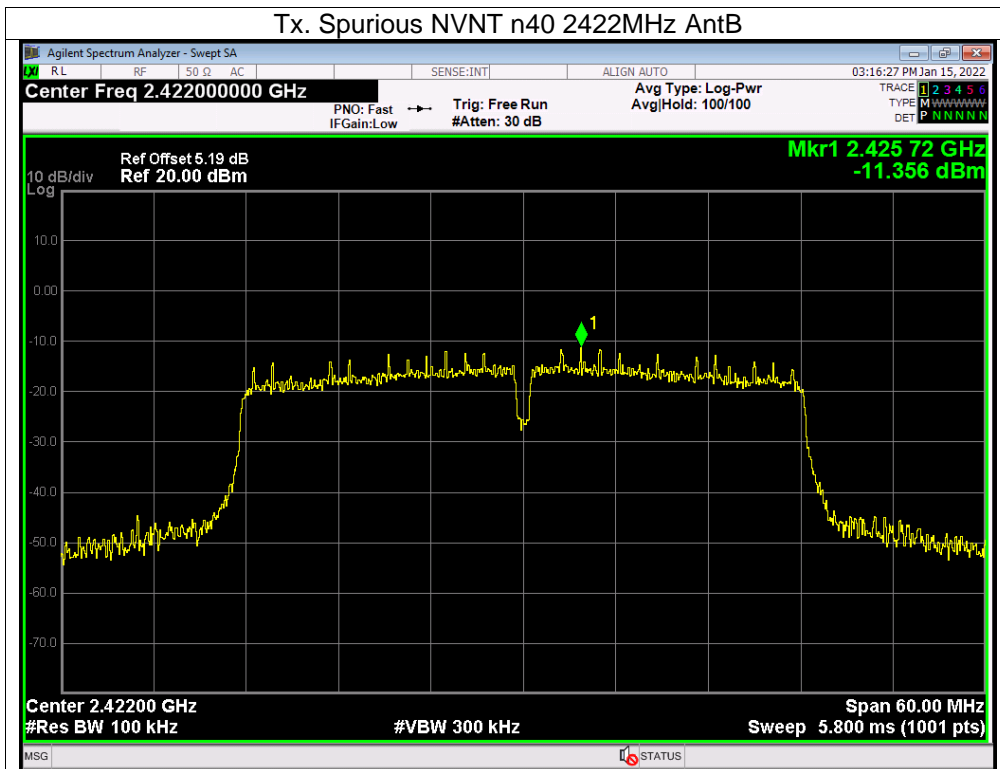 Tx. Spurious NVNT n40 2422MHz AntB
Agilent Spectrum Analyzer - Swept SA
LXI RL RF 50 Ω AC SENSE:INT ALIGN AUTO 03:16:27 PM Jan 15, 2022
Center Freq 2.422000000 GHz
PNO: Fast
IFGain:Low
Trig: Free Run
#Atten: 30 dB
Avg Type: Log-Pwr
Avg|Hold: 100/100
TRACE 1 2 3 4 5 6
TYPE M WWWWW
DET P N N N N N
Mkr1 2.425 72 GHz
-11.356 dBm
Ref Offset 5.19 dB
10 dB/div Ref 20.00 dBm
Log
10.0
0.00
-10.0
-20.0
-30.0
-40.0
-50.0
-60.0
-70.0
1
Center 2.42200 GHz Span 60.00 MHz
#Res BW 100 kHz #VBW 300 kHz Sweep 5.800 ms (1001 pts)
MSG STATUS